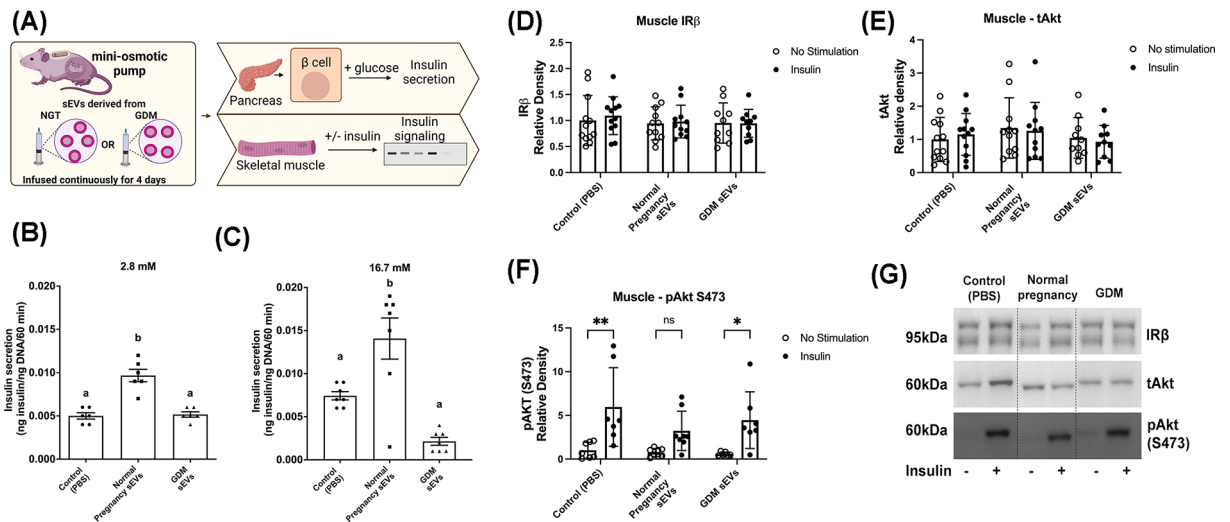 (A)
mini-osmotic
pump
sEVs derived from
NGT
GDM
OR
Infused continuously for 4 days
β cell
+ glucose
Insulin
secretion
Pancreas
+/- insulin
Insulin
signaling
Skeletal muscle
(B)
2.8 mM
Insulin secretion
(ng insulin/ng DNA/60 min)
0.020
0.015
0.010
0.005
0.000
a
b
a
Control (PBS)
Normal
Pregnancy sEVs
GDM
sEVs
(C)
16.7 mM
Insulin secretion
(ng insulin/ng DNA/60 min)
0.020
0.015
0.010
0.005
0.000
a
b
a
Control
(PBS)
Normal
Pregnancy sEVs
GDM
sEVs
(D)
Muscle IRβ
IRβ
Relative Density
2.5
2.0
1.5
1.0
0.5
0.0
Control (PBS)
Normal
Pregnancy
sEVs
GDM sEVs
No Stimulation
Insulin
(E)
Muscle - tAkt
tAkt
Relative density
4
3
2
1
0
Control (PBS)
Normal
Pregnancy
sEVs
GDM sEVs
No stimulation
Insulin
(F)
Muscle - pAkt S473
pAKT (S473)
Relative Density
15
10
5
0
**
ns
*
Control (PBS)
Normal
Pregnancy
sEVs
GDM sEVs
No Stimulation
Insulin
(G)
Control
(PBS)
Normal
pregnancy
GDM
95kDa
IRβ
60kDa
tAkt
60kDa
pAkt
(S473)
Insulin - + - + - +